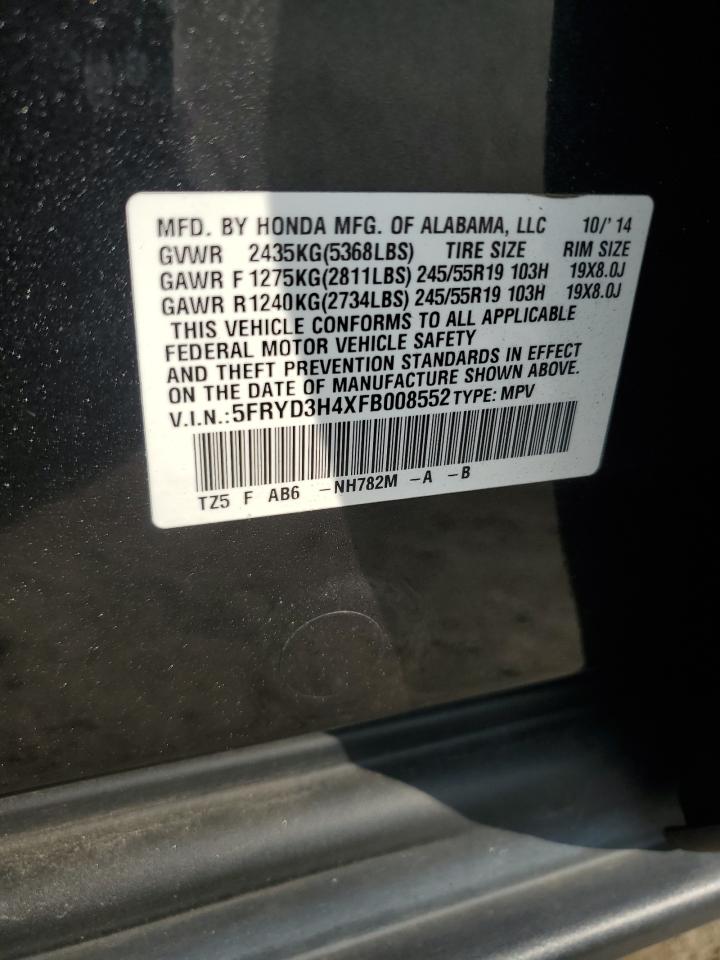 MFD. BY HONDA MFG. OF ALABAMA, LLC 10/'14
GVWR 2435KG(5368LBS) TIRE SIZE RIM SIZE
GAWR F 1275KG(2811LBS) 245/55R19 103H 19X8.0J
GAWR R1240KG(2734LBS) 245/55R19 103H 19X8.0J
THIS VEHICLE CONFORMS TO ALL APPLICABLE
FEDERAL MOTOR VEHICLE SAFETY
AND THEFT PREVENTION STANDARDS IN EFFECT
ON THE DATE OF MANUFACTURE SHOWN ABOVE.
V.I.N.:5FRYD3H4XFB008552 TYPE: MPV
TZ5 F AB6 -NH782M -A -B